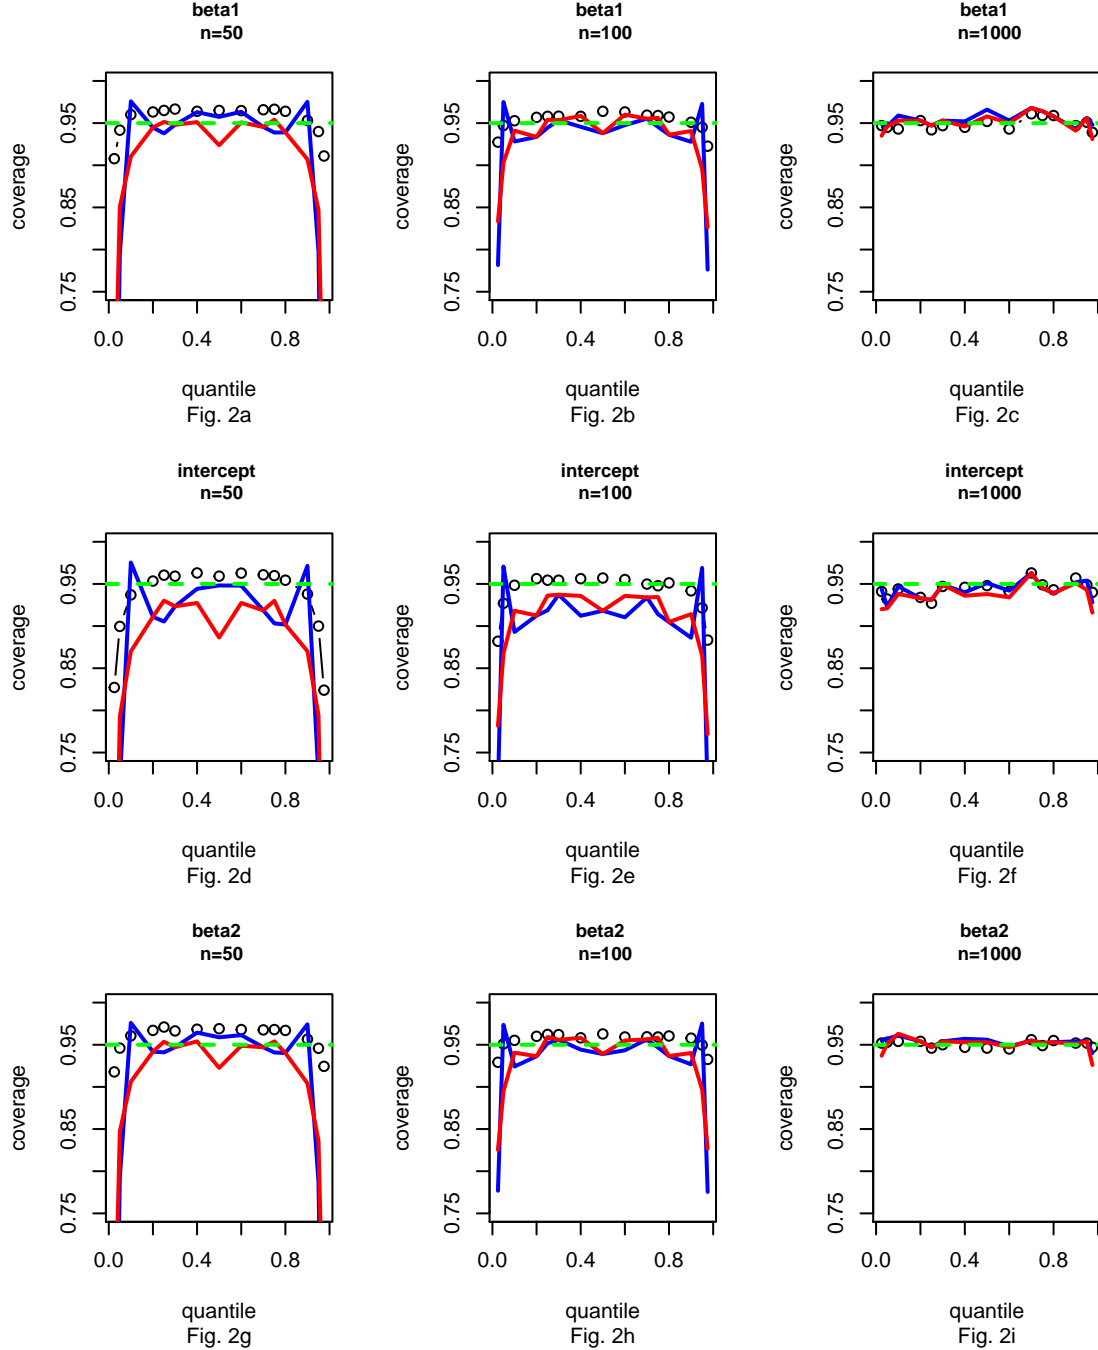 beta1
n=50
coverage
0.75 0.85 0.95
0.0 0.4 0.8
quantile
Fig. 2a
beta1
n=100
coverage
0.75 0.85 0.95
0.0 0.4 0.8
quantile
Fig. 2b
beta1
n=1000
coverage
0.75 0.85 0.95
0.0 0.4 0.8
quantile
Fig. 2c
intercept
n=50
coverage
0.75 0.85 0.95
0.0 0.4 0.8
quantile
Fig. 2d
intercept
n=100
coverage
0.75 0.85 0.95
0.0 0.4 0.8
quantile
Fig. 2e
intercept
n=1000
coverage
0.75 0.85 0.95
0.0 0.4 0.8
quantile
Fig. 2f
beta2
n=50
coverage
0.75 0.85 0.95
0.0 0.4 0.8
quantile
Fig. 2g
beta2
n=100
coverage
0.75 0.85 0.95
0.0 0.4 0.8
quantile
Fig. 2h
beta2
n=1000
coverage
0.75 0.85 0.95
0.0 0.4 0.8
quantile
Fig. 2i